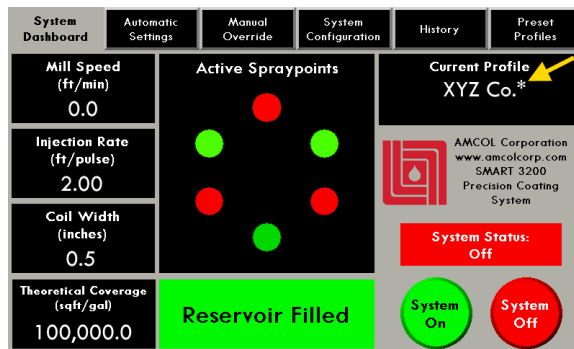 System
Dashboard
Automatic
Settings
Manual
Override
System
Configuration
History
Preset
Profiles
Mill Speed
(ft/min)
0.0
Injection Rate
(ft/pulse)
2.00
Coil Width
(inches)
0.5
Theoretical Coverage
(sqft/gal)
100,000.0
Active Spraypoints
Reservoir Filled
Current Profile
XYZ Co.*
AMCOL Corporation
www.amcolcorp.com
SMART 3200
Precision Coating
System
System Status:
Off
System
On
System
Off